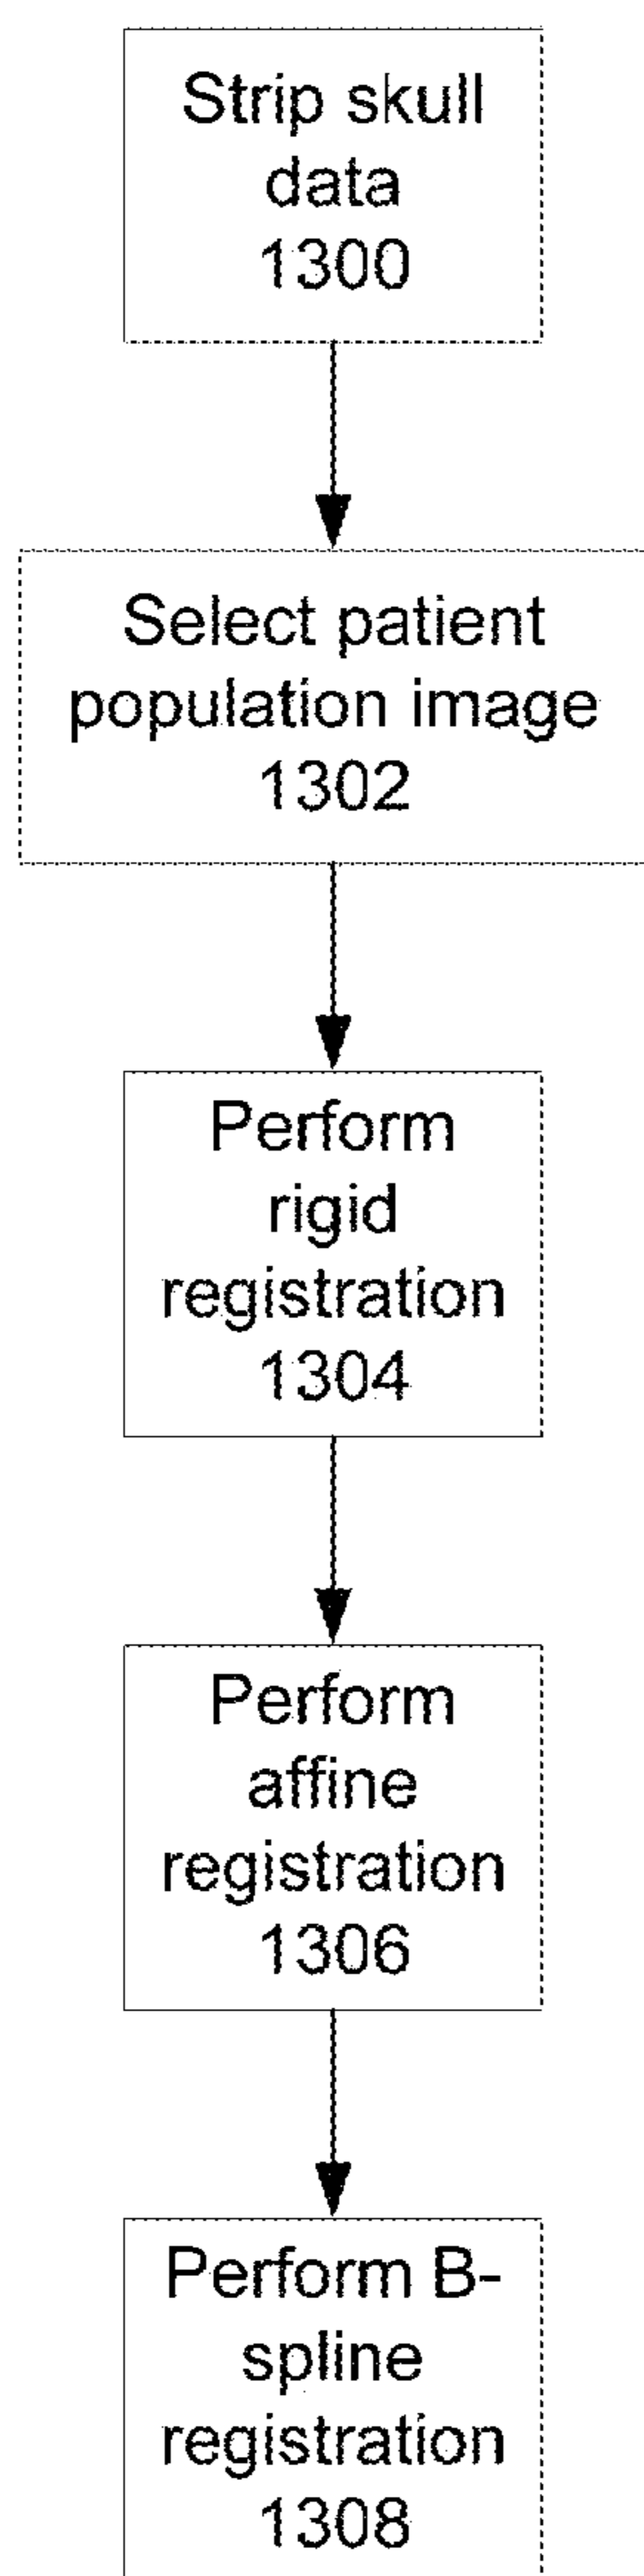 Strip skull
data
1300
Select patient
population image
1302
Perform
rigid
registration
1304
Perform
affine
registration
1306
Perform B-
spline
registration
1308